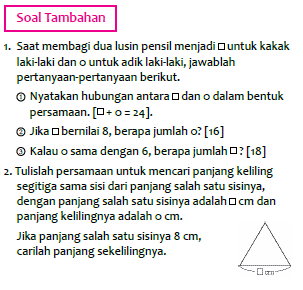 Soal Tambahan
1. Saat membagi dua lusin pensil menjadi □ untuk kakak
laki-laki dan o untuk adik laki-laki, jawablah
pertanyaan-pertanyaan berikut.
① Nyatakan hubungan antara □ dan o dalam bentuk
persamaan. [□ + o = 24].
② Jika □ bernilai 8, berapa jumlah o? [16]
③ Kalau o sama dengan 6, berapa jumlah □? [18]
2. Tulislah persamaan untuk mencari panjang keliling
segitiga sama sisi dari panjang salah satu sisinya,
dengan panjang salah satu sisinya adalah □ cm dan
panjang kelilingnya adalah o cm.
Jika panjang salah satu sisinya 8 cm,
carilah panjang sekelilingnya.
□ cm